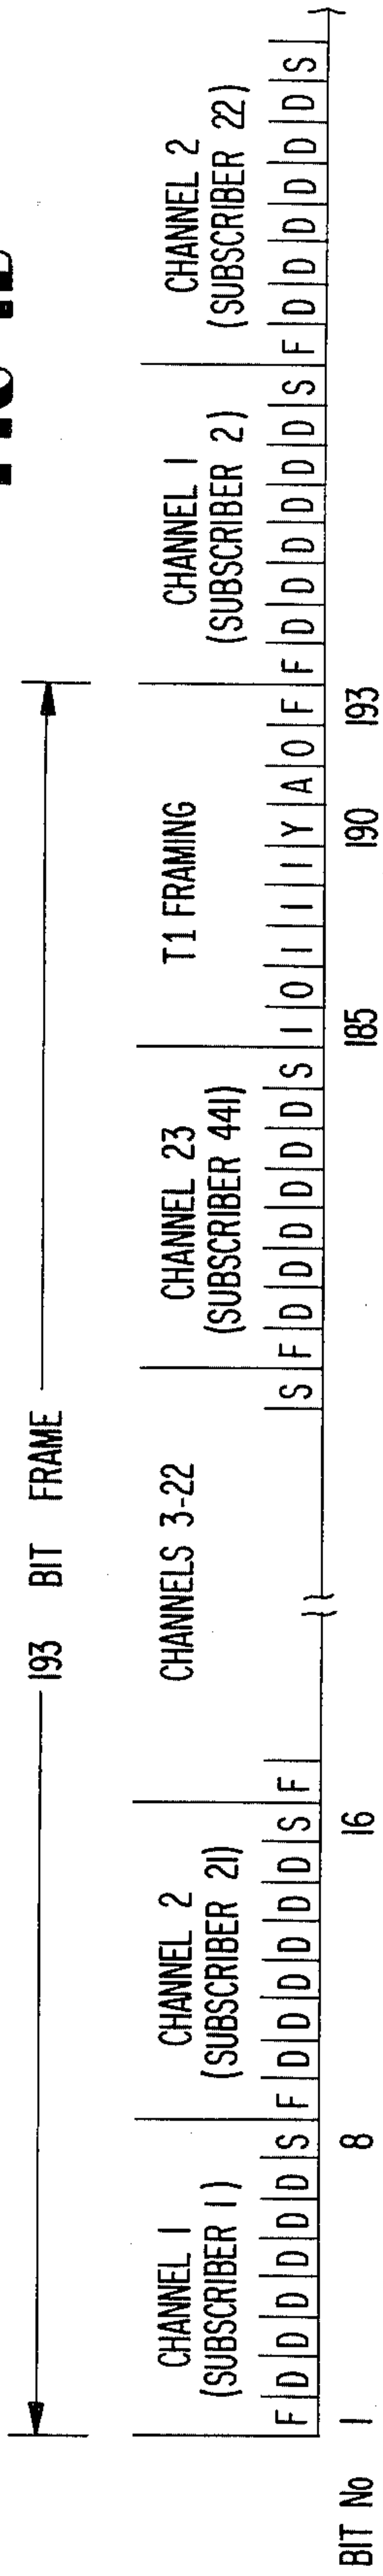 193 BIT FRAME
CHANNEL 1 CHANNEL 2 CHANNELS 3-22 CHANNEL 23 T1 FRAMING CHANNEL 1 CHANNEL 2
(SUBSCRIBER 1) (SUBSCRIBER 21) (SUBSCRIBER 441) (SUBSCRIBER 2) (SUBSCRIBER 22)
F D D D D D D S F D D D D D D S F S F D D D D D D S 1 0 1 1 1 Y A 0 F F D D D D D D S F D D D D D D S
BIT No 1 8 16 185 190 193